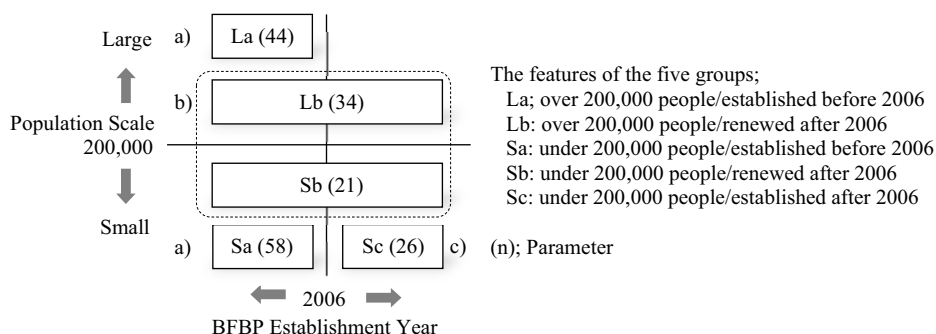 Large
a)
La (44)
b)
Lb (34)
Population Scale
200,000
Sb (21)
Small
a)
Sa (58)
Sc (26)
c)
2006
BFBP Establishment Year
The features of the five groups;
La; over 200,000 people/established before 2006
Lb: over 200,000 people/renewed after 2006
Sa: under 200,000 people/established before 2006
Sb: under 200,000 people/renewed after 2006
Sc: under 200,000 people/established after 2006
(n); Parameter